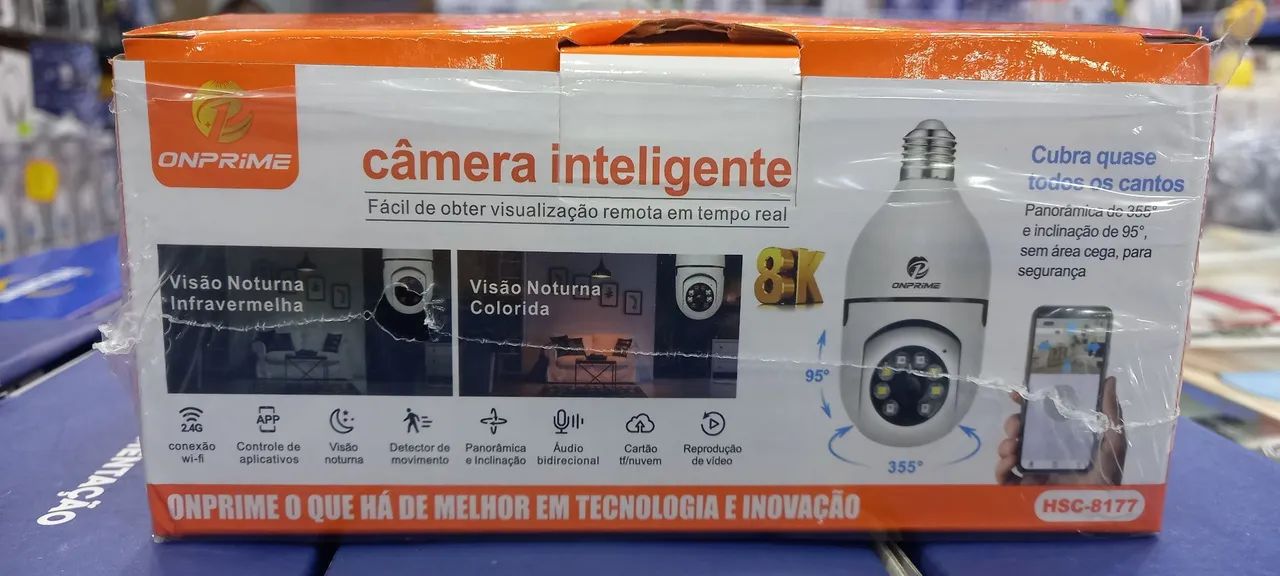 ONPRIME
câmera inteligente
Fácil de obter visualização remota em tempo real
Visão Noturna
Infravermelha
Visão Noturna
Colorida
8K
ONPRIME
Cubra quase
todos os cantos
Panorâmica de 355°
e inclinação de 95°,
sem área cega, para
segurança
95°
355°
2.4G
conexão
wi-fi
APP
Controle de
aplicativos
Visão
noturna
Detector de
movimento
Panorâmica
e Inclinação
Áudio
bidirecional
Cartão
tf/nuvem
Reprodução
de vídeo
ONPRIME O QUE HÁ DE MELHOR EM TECNOLOGIA E INOVAÇÃO
HSC-8177
ENTAÇÃO